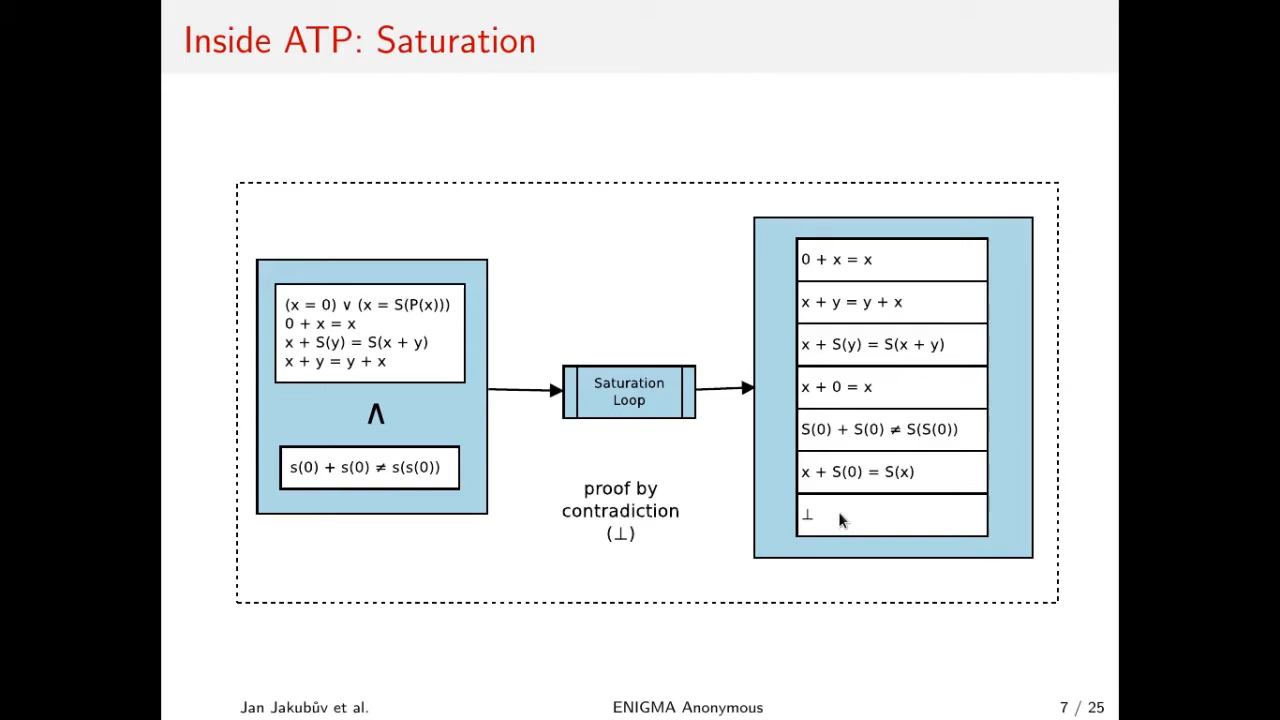 Inside ATP: Saturation
(x = 0) ∨ (x = S(P(x)))
0 + x = x
x + S(y) = S(x + y)
x + y = y + x
∧
s(0) + s(0) ≠ s(s(0))
Saturation
Loop
proof by
contradiction
(⊥)
0 + x = x
x + y = y + x
x + S(y) = S(x + y)
x + 0 = x
S(0) + S(0) ≠ S(S(0))
x + S(0) = S(x)
⊥
Jan Jakubův et al.
ENIGMA Anonymous
7 / 25